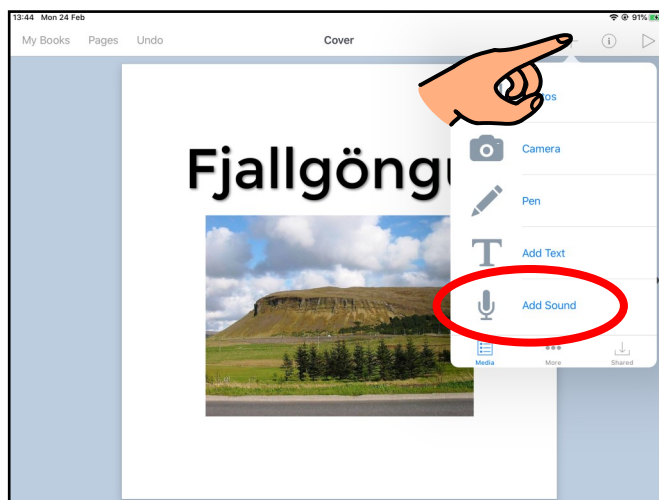 13:44 Mon 24 Feb 91%
My Books Pages Undo Cover
Camera
Fjallgöng
Pen
Add Text
Add Sound
Media More Shared